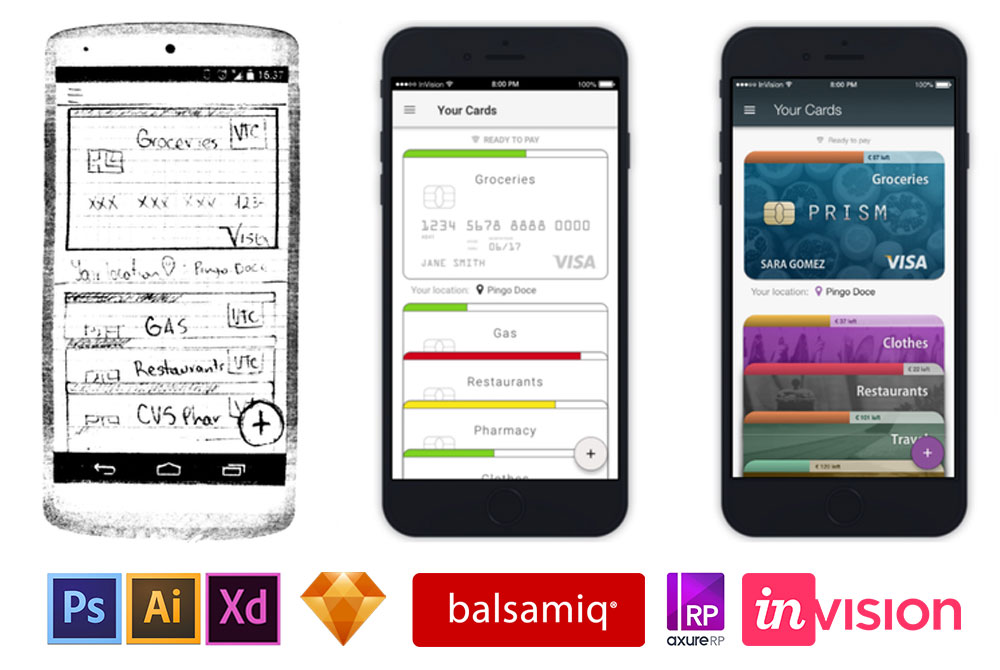 16:37
Groceries
VTC
XXX XXX XXX 123-
VISA
Your location : Pingo Doce
GAS
VTC
Restaurants
VTC
CVS Phar
InVision
8:00 PM
100%
Your Cards
READY TO PAY
Groceries
1234 5678 8888 0000
06/17
JANE SMITH
VISA
Your location: Pingo Doce
Gas
Restaurants
Pharmacy
Clothes
+
InVision
8:00 PM
100%
Your Cards
Ready to pay
€ 87 left
Groceries
PRISM
SARA GOMEZ
VISA
Your location: Pingo Doce
€ 37 left
Clothes
€ 22 left
Restaurants
€ 101 left
Travel
€ 120 left
+
Ps
Ai
Xd
balsamiq®
RP
axure RP
invision